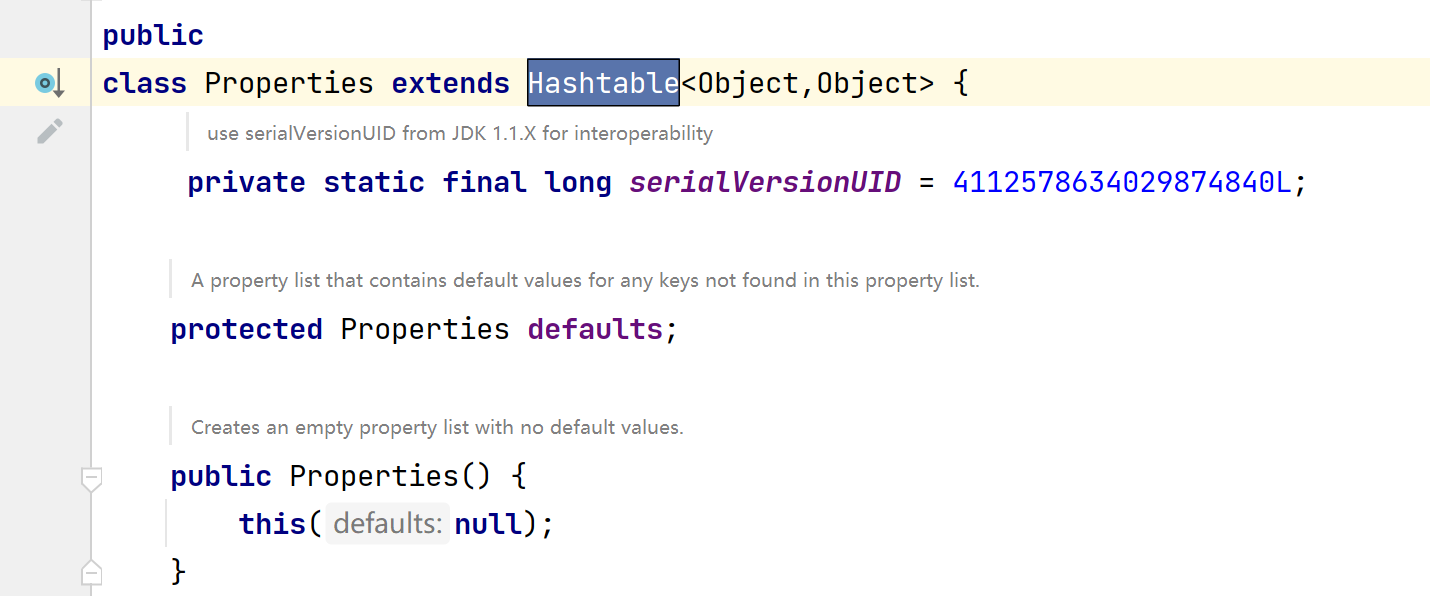 public
class Properties extends Hashtable<Object,Object> {
use serialVersionUID from JDK 1.1.X for interoperability
private static final long serialVersionUID = 4112578634029874840L;
A property list that contains default values for any keys not found in this property list.
protected Properties defaults;
Creates an empty property list with no default values.
public Properties() {
this( defaults: null);
}